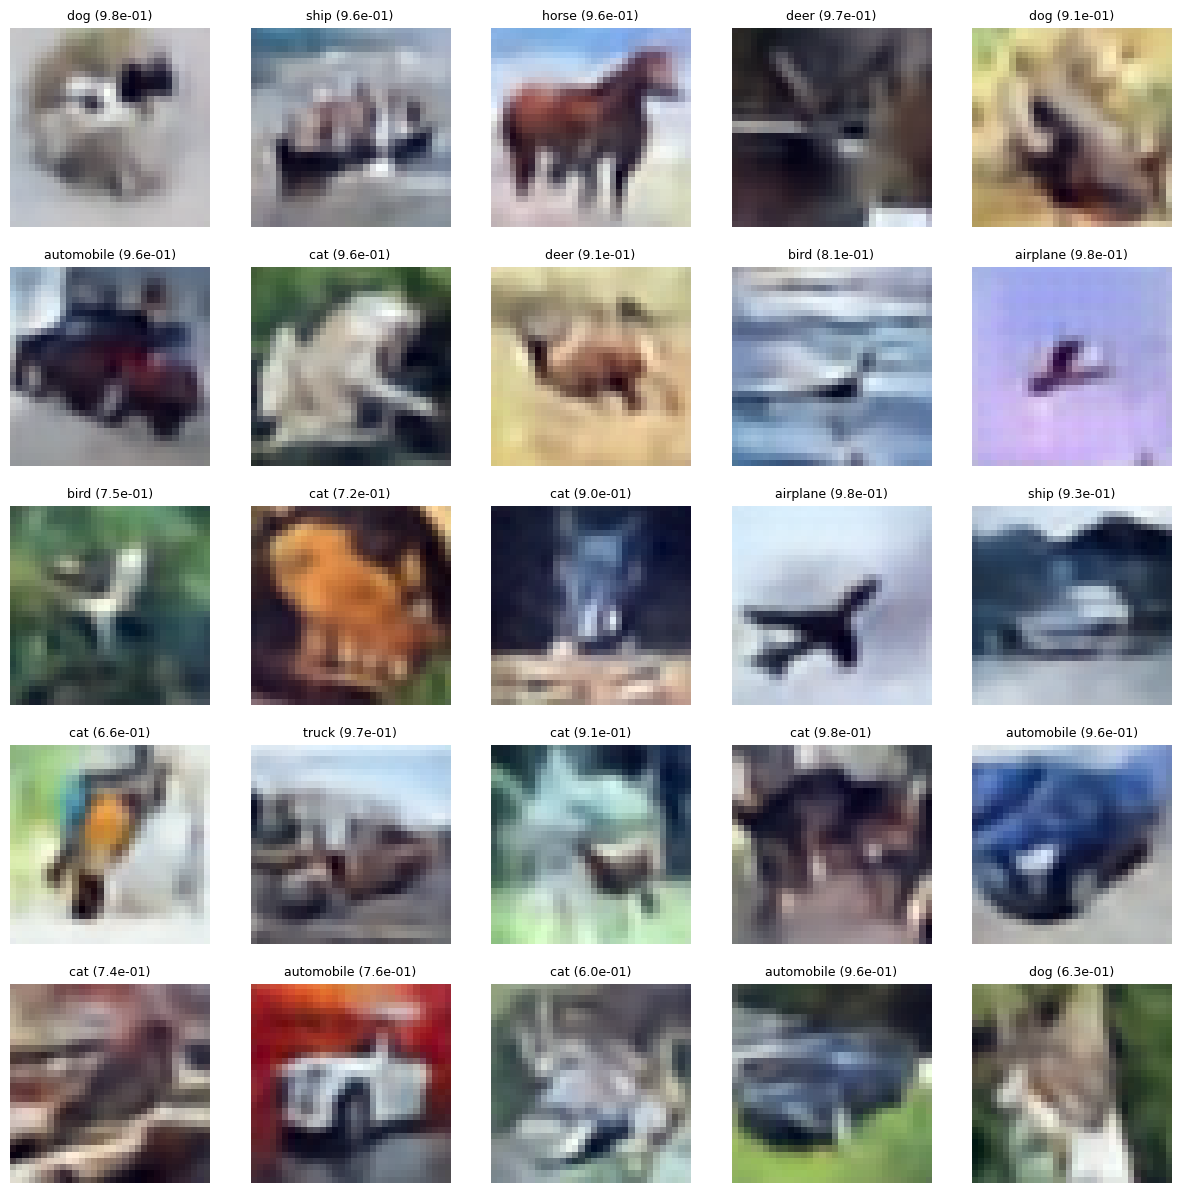 dog (9.8e-01) ship (9.6e-01) horse (9.6e-01) deer (9.7e-01) dog (9.1e-01)
automobile (9.6e-01) cat (9.6e-01) deer (9.1e-01) bird (8.1e-01) airplane (9.8e-01)
bird (7.5e-01) cat (7.2e-01) cat (9.0e-01) airplane (9.8e-01) ship (9.3e-01)
cat (6.6e-01) truck (9.7e-01) cat (9.1e-01) cat (9.8e-01) automobile (9.6e-01)
cat (7.4e-01) automobile (7.6e-01) cat (6.0e-01) automobile (9.6e-01) dog (6.3e-01)